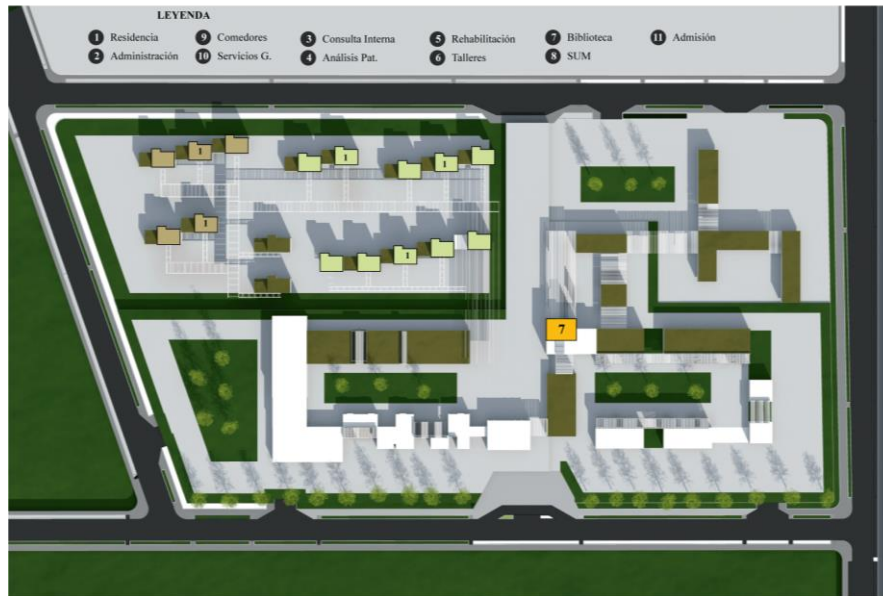 LEYENDA
1 Residencia 9 Comedores 3 Consulta Interna 5 Rehabilitación 7 Biblioteca 11 Admisión
2 Administración 10 Servicios G. 4 Análisis Pat. 6 Talleres 8 SUM
1
1
1
1
1
1
7